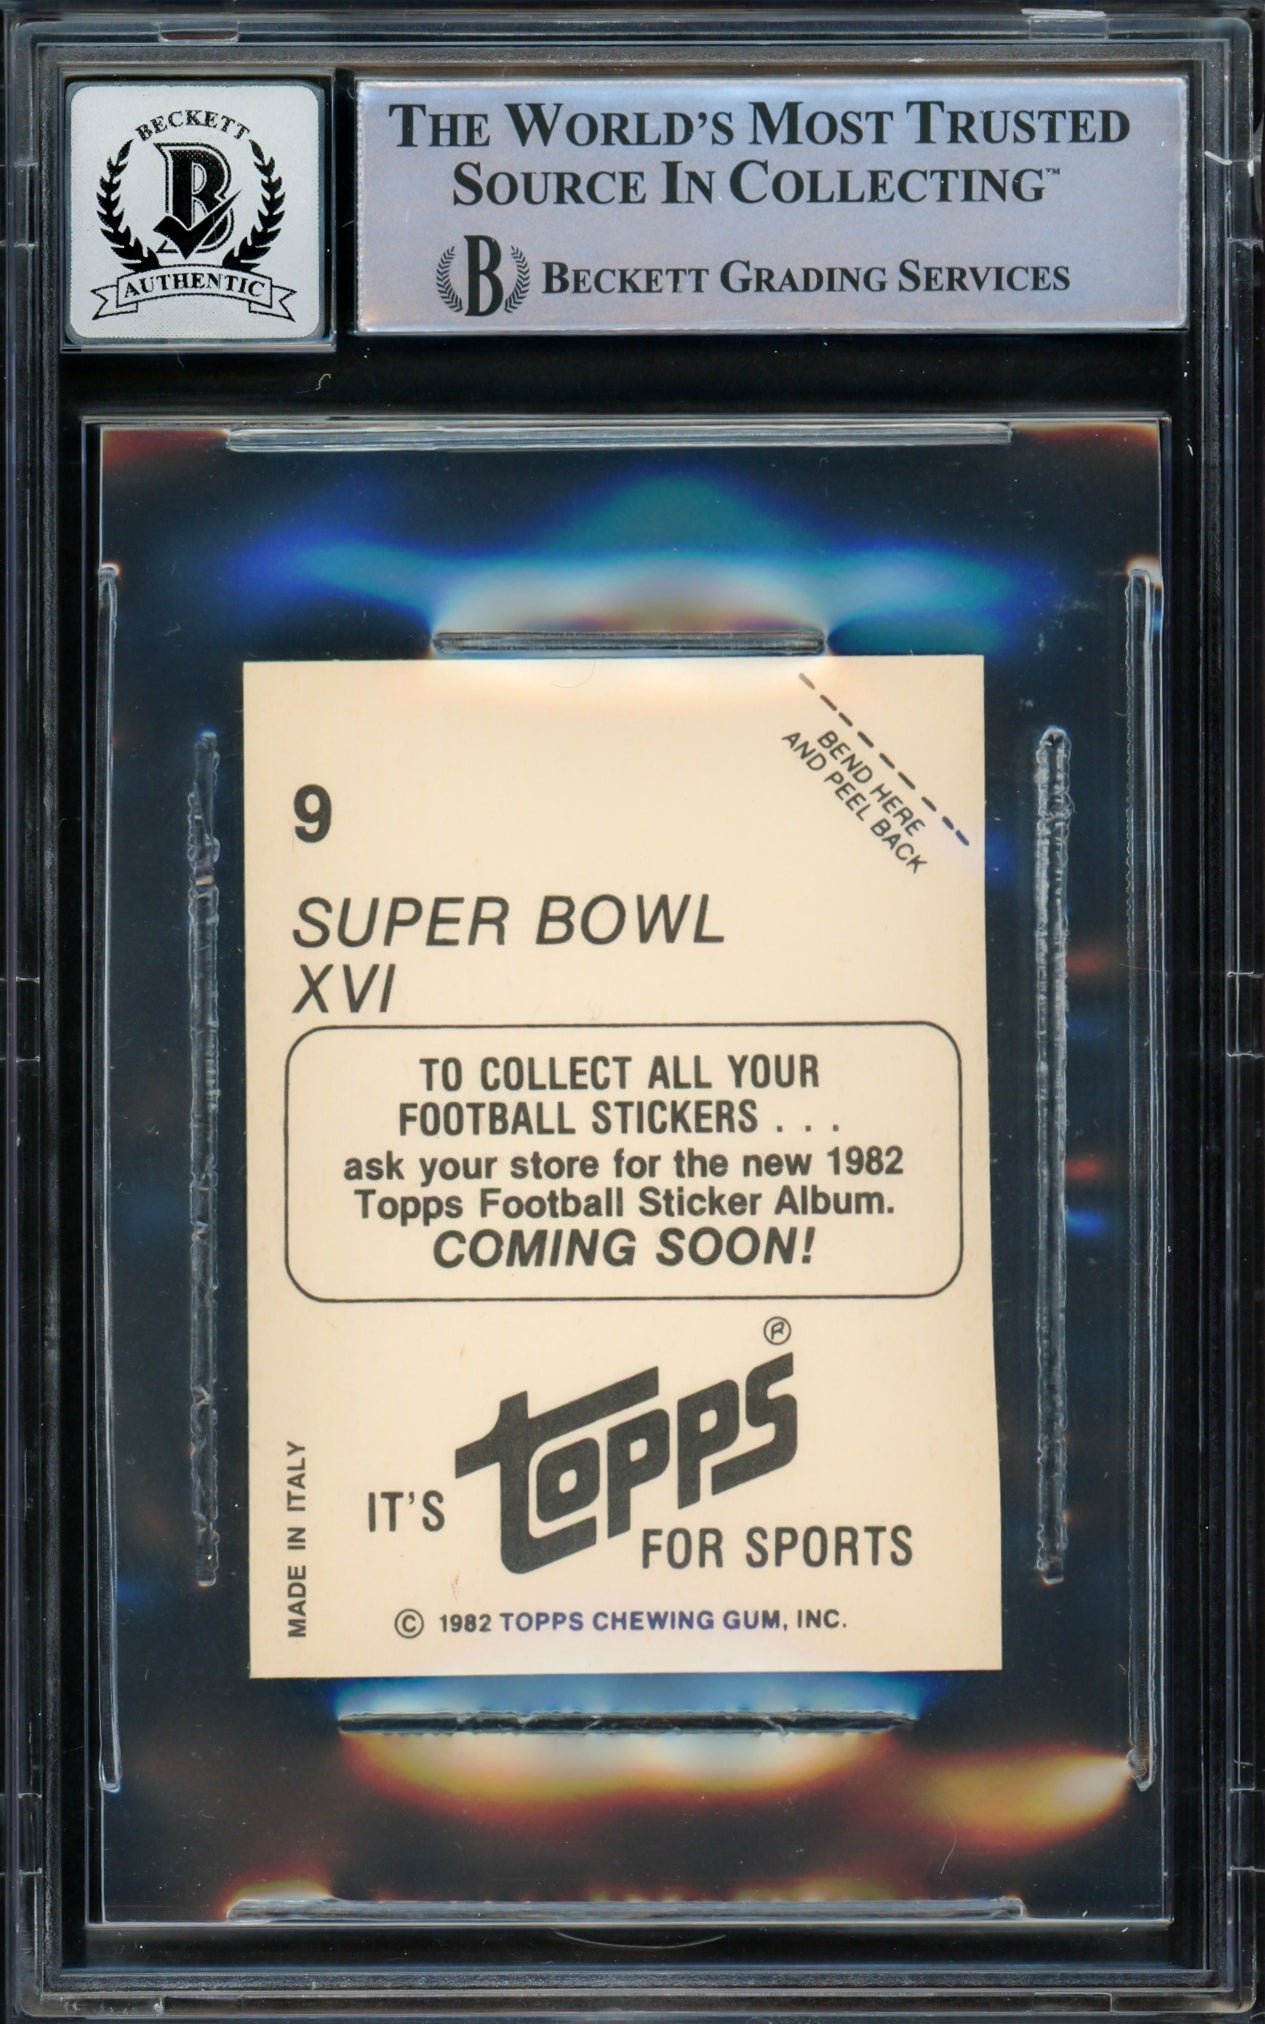 BECKETT
B
AUTHENTIC
THE WORLD'S MOST TRUSTED
SOURCE IN COLLECTING™
B BECKETT GRADING SERVICES
BEND HERE
AND PEEL BACK
9
SUPER BOWL
XVI
TO COLLECT ALL YOUR
FOOTBALL STICKERS . . .
ask your store for the new 1982
Topps Football Sticker Album.
COMING SOON!
IT'S topps®
FOR SPORTS
MADE IN ITALY
© 1982 TOPPS CHEWING GUM, INC.